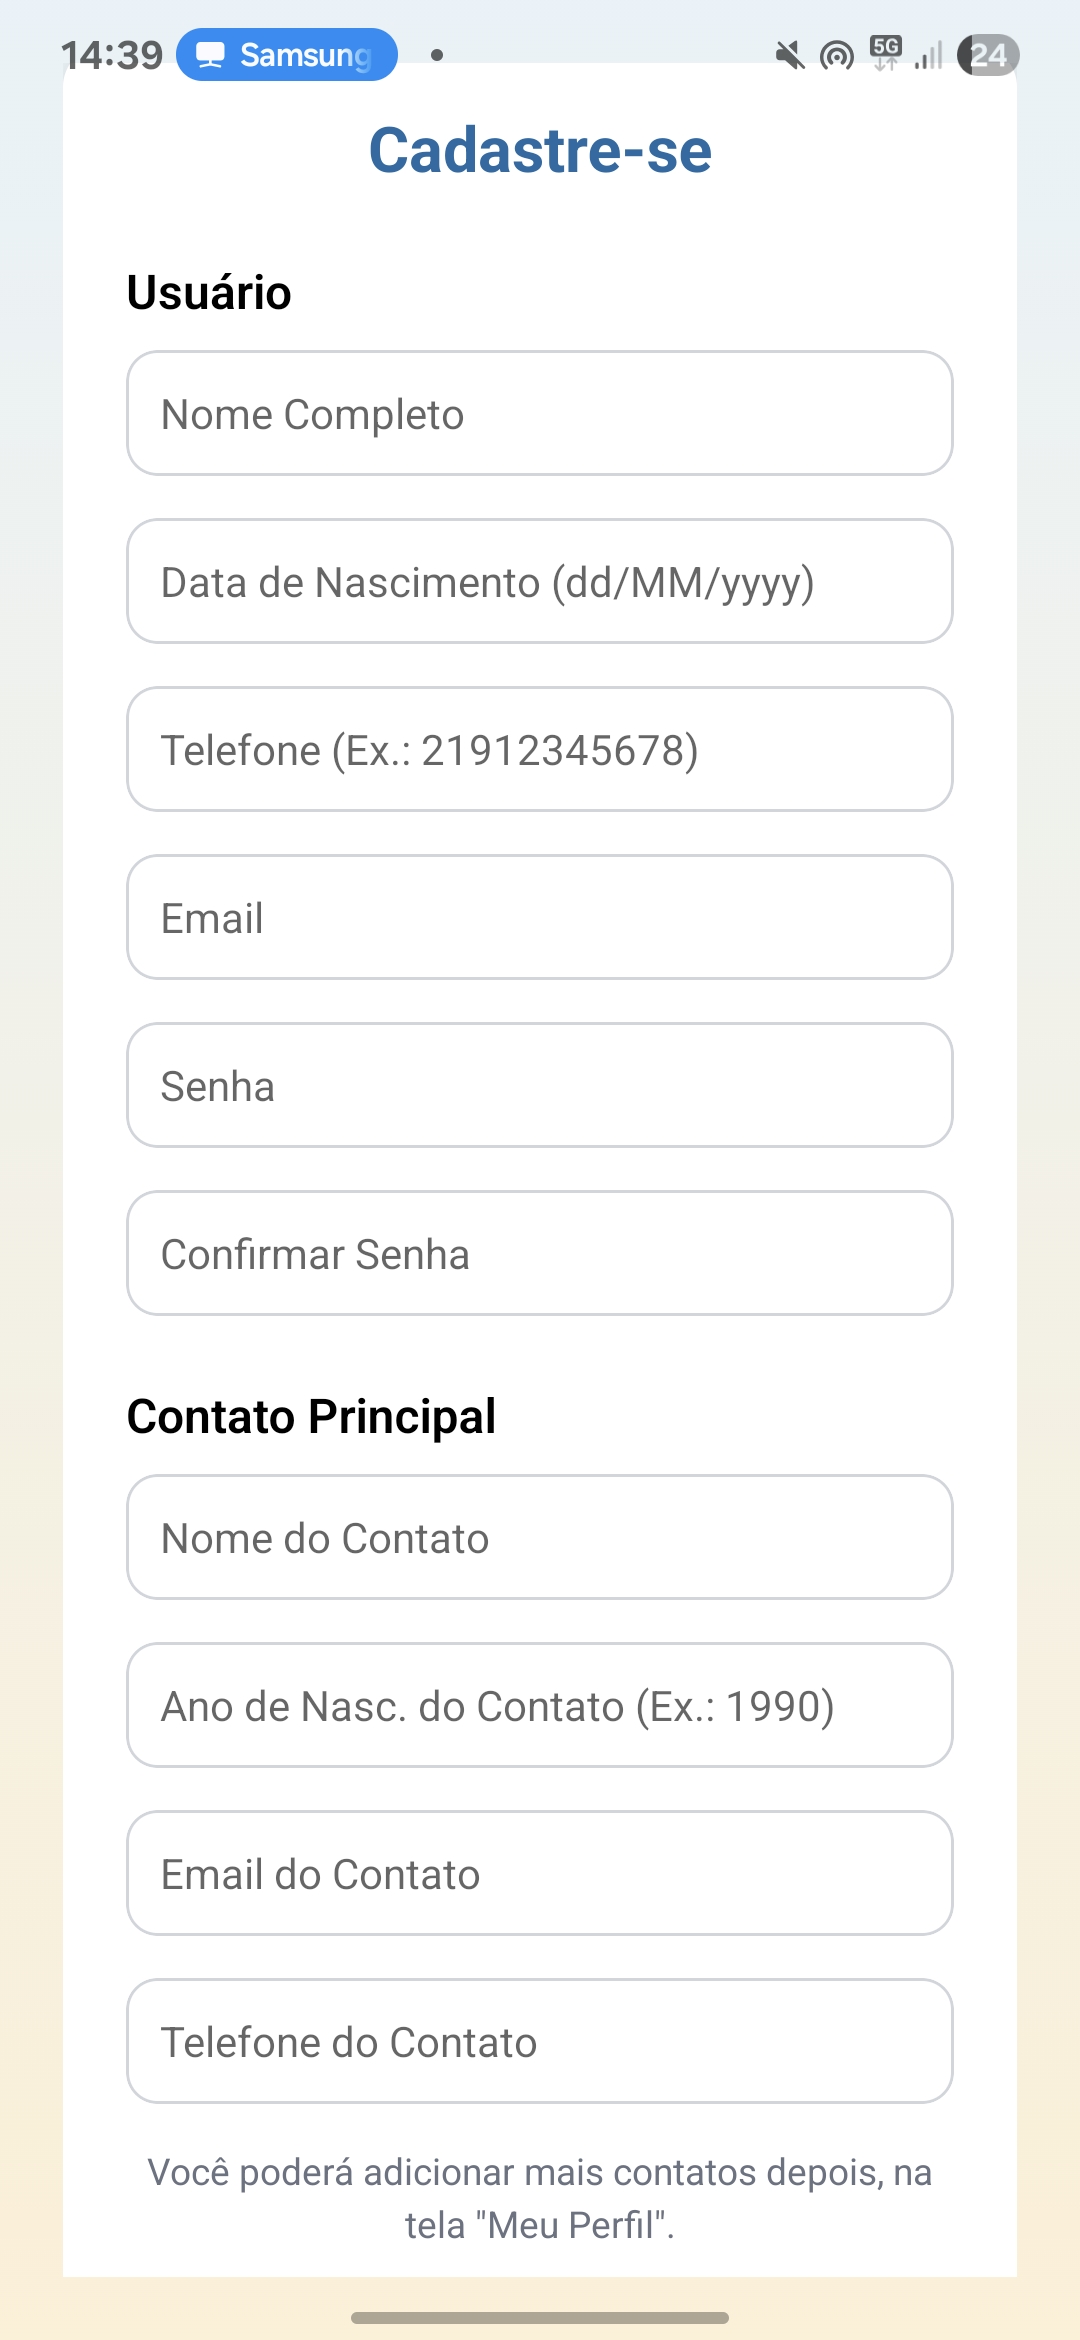 14:39 Samsung 5G 24
Cadastre-se
Usuário
Nome Completo
Data de Nascimento (dd/MM/yyyy)
Telefone (Ex.: 21912345678)
Email
Senha
Confirmar Senha
Contato Principal
Nome do Contato
Ano de Nasc. do Contato (Ex.: 1990)
Email do Contato
Telefone do Contato
Você poderá adicionar mais contatos depois, na
tela "Meu Perfil".